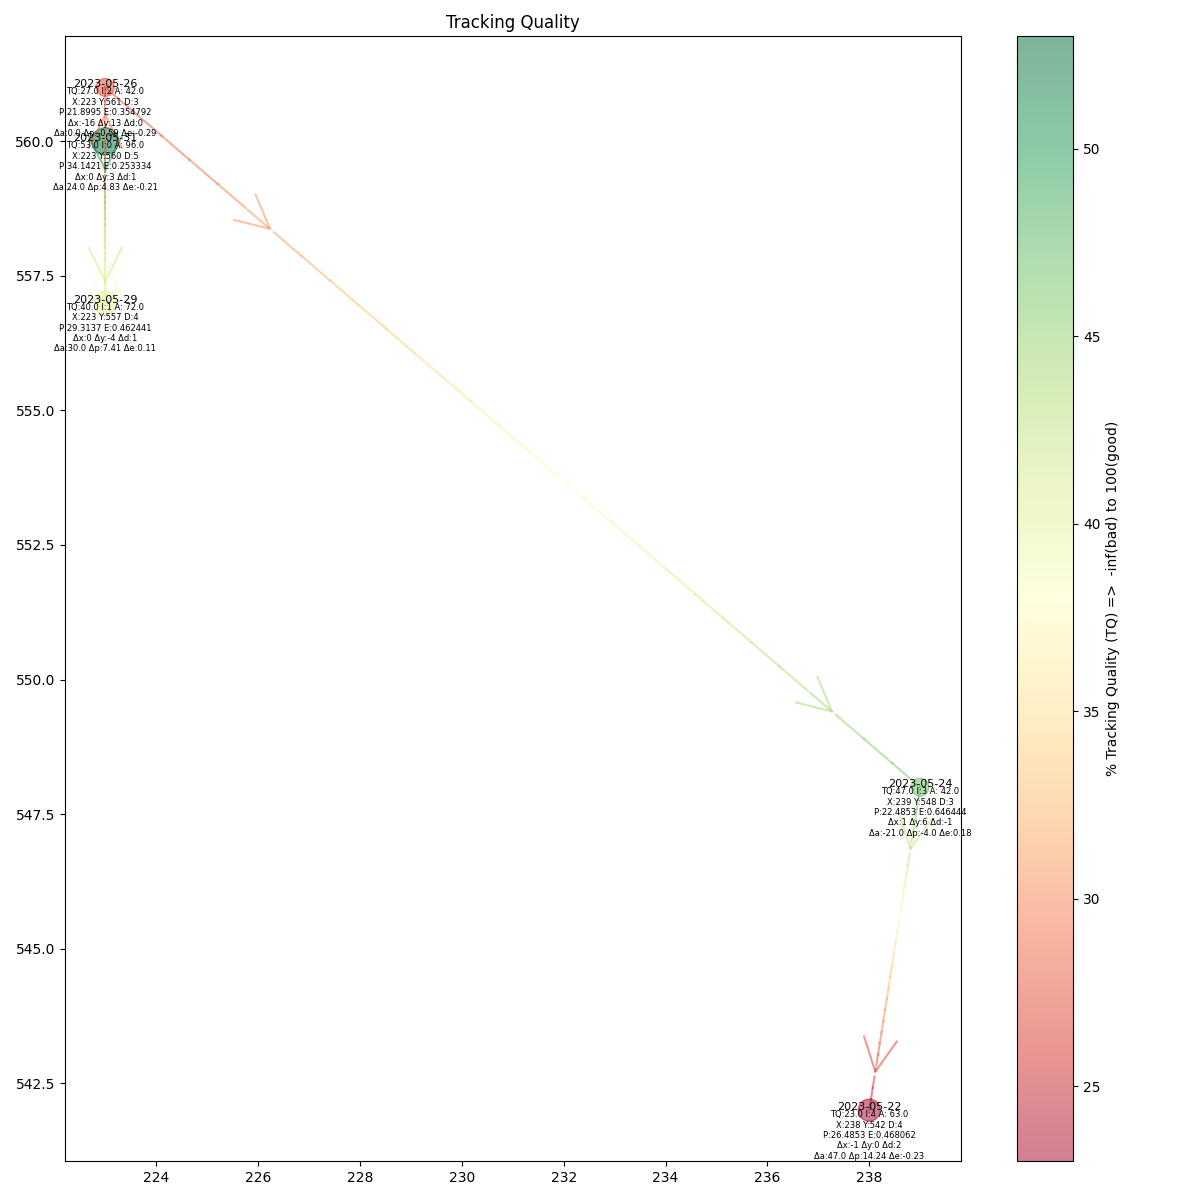 Tracking Quality
2023-05-26
TQ:27.0 I:2 A: 42.0
X:223 Y:561 D:3
P:21.8995 E:0.354792
Δx:-16 Δy:13 Δd:0
Δa:0.0 Δp:-0.59 Δe:-0.29
2023-05-31
TQ:53.0 I:0 A: 96.0
X:223 Y:560 D:5
P:34.1421 E:0.253334
Δx:0 Δy:3 Δd:1
Δa:24.0 Δp:4.83 Δe:-0.21
2023-05-29
TQ:40.0 I:1 A: 72.0
X:223 Y:557 D:4
P:29.3137 E:0.462441
Δx:0 Δy:-4 Δd:1
Δa:30.0 Δp:7.41 Δe:0.11
2023-05-24
TQ:47.0 I:3 A: 42.0
X:239 Y:548 D:3
P:22.4853 E:0.646444
Δx:1 Δy:6 Δd:-1
Δa:-21.0 Δp:-4.0 Δe:0.18
2023-05-22
TQ:23.0 I:4 A: 63.0
X:238 Y:542 D:4
P:26.4853 E:0.468062
Δx:-1 Δy:0 Δd:2
Δa:47.0 Δp:14.24 Δe:-0.23
560.0
557.5
555.0
552.5
550.0
547.5
545.0
542.5
224 226 228 230 232 234 236 238
50
45
40
35
30
25
% Tracking Quality (TQ) => -inf(bad) to 100(good)